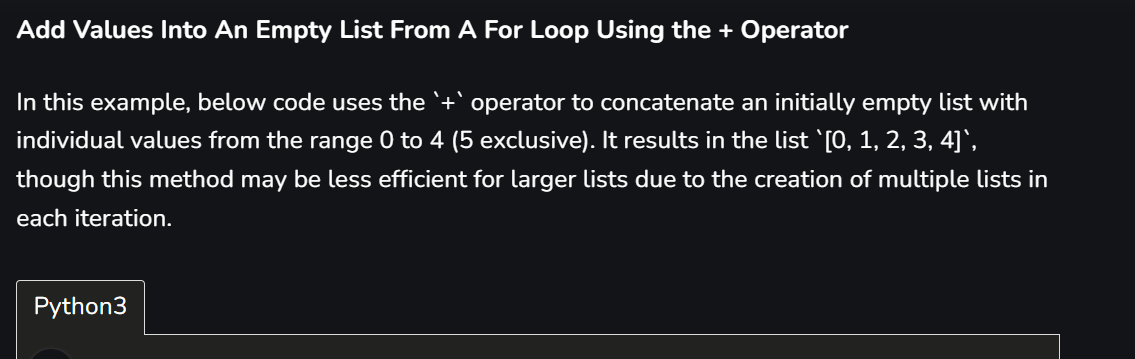 Add Values Into An Empty List From A For Loop Using the + Operator
In this example, below code uses the `+` operator to concatenate an initially empty list with
individual values from the range 0 to 4 (5 exclusive). It results in the list `[0, 1, 2, 3, 4]`,
though this method may be less efficient for larger lists due to the creation of multiple lists in
each iteration.
Python3